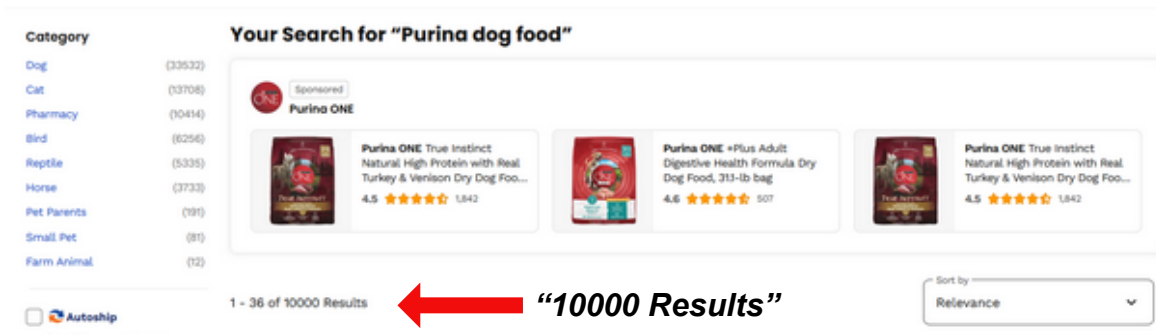 Category
Dog (33532)
Cat (13708)
Pharmacy (10414)
Bird (6256)
Reptile (5335)
Horse (3733)
Pet Parents (191)
Small Pet (81)
Farm Animal (12)
Autoship
Your Search for “Purina dog food”
Sponsored
Purina ONE
Purina ONE True Instinct
Natural High Protein with Real
Turkey & Venison Dry Dog Foo...
4.5 1,842
Purina ONE +Plus Adult
Digestive Health Formula Dry
Dog Food, 31.1-lb bag
4.6 507
Purina ONE True Instinct
Natural High Protein with Real
Turkey & Venison Dry Dog Foo...
4.5 1,842
1 - 36 of 10000 Results
“10000 Results”
Sort by
Relevance